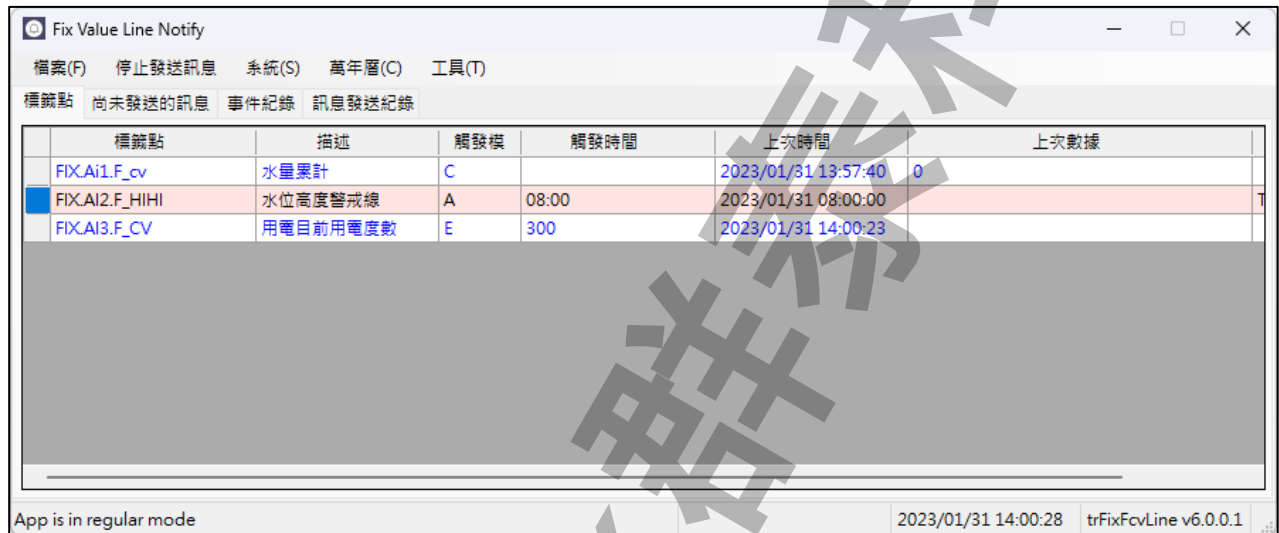 Fix Value Line Notify
檔案(F) 停止發送訊息 系統(S) 萬年曆(C) 工具(T)
標籤點 尚未發送的訊息 事件紀錄 訊息發送紀錄
標籤點 描述 觸發模 觸發時間 上次時間 上次數據
FIX.Ai1.F_cv 水量累計 C 2023/01/31 13:57:40 0
FIX.AI2.F_HIHI 水位高度警戒線 A 08:00 2023/01/31 08:00:00 T
FIX.AI3.F_CV 用電目前用電度數 E 300 2023/01/31 14:00:23
App is in regular mode 2023/01/31 14:00:28 trFixFcvLine v6.0.0.1
群泰